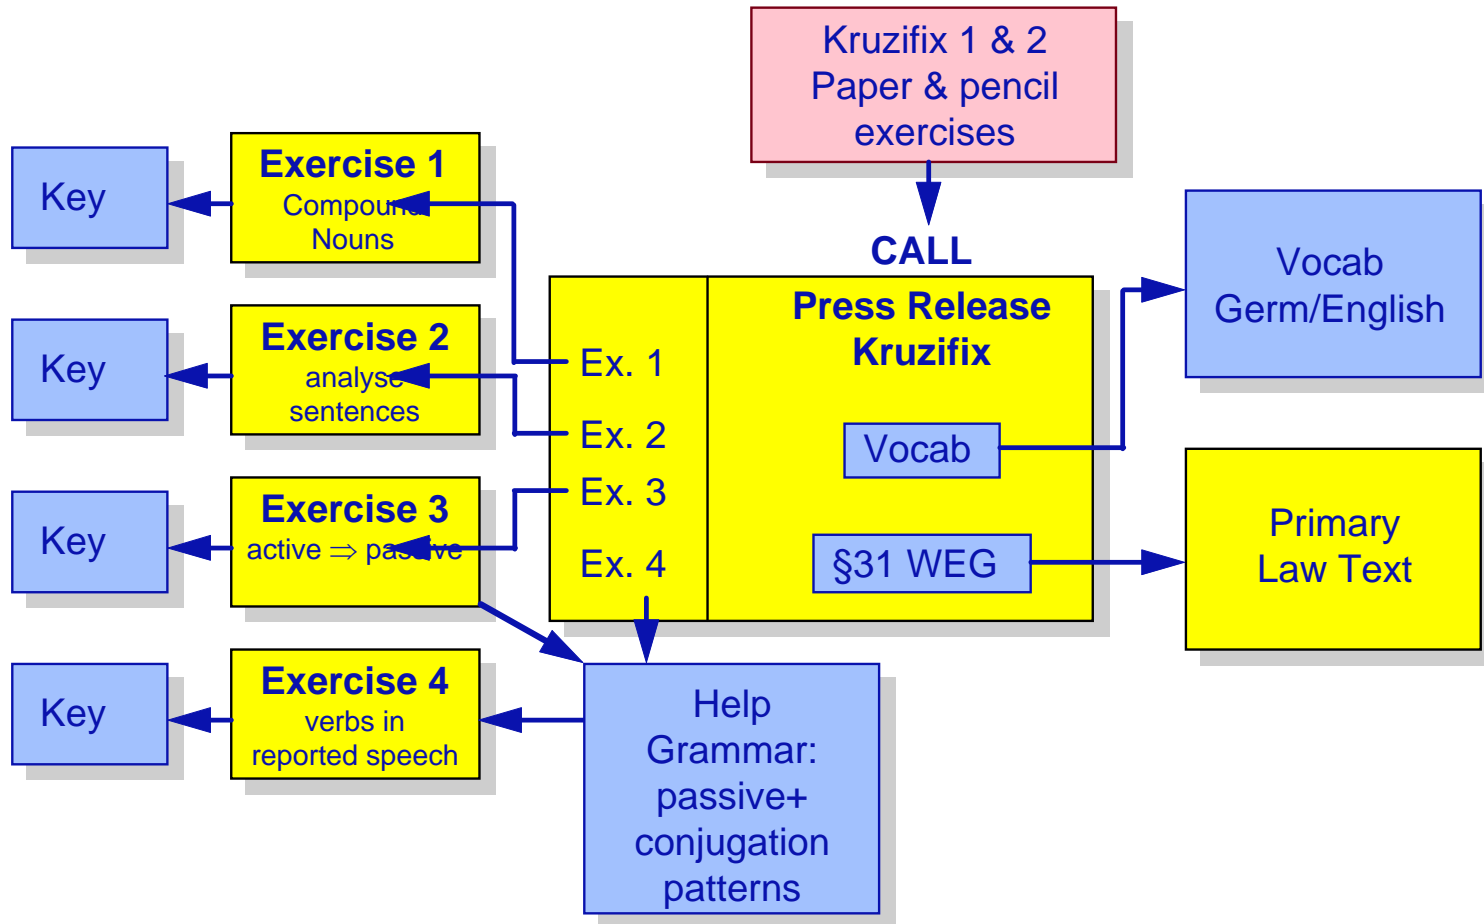 Kruzifix 1 & 2
Paper & pencil
exercises
CALL
Key
Exercise 1
Compound
Nouns
Key
Exercise 2
analyse
sentences
Key
Exercise 3
active ⇒ passive
Key
Exercise 4
verbs in
reported speech
Ex. 1
Ex. 2
Ex. 3
Ex. 4
Press Release
Kruzifix
Vocab
§31 WEG
Vocab
Germ/English
Primary
Law Text
Help
Grammar:
passive+
conjugation
patterns